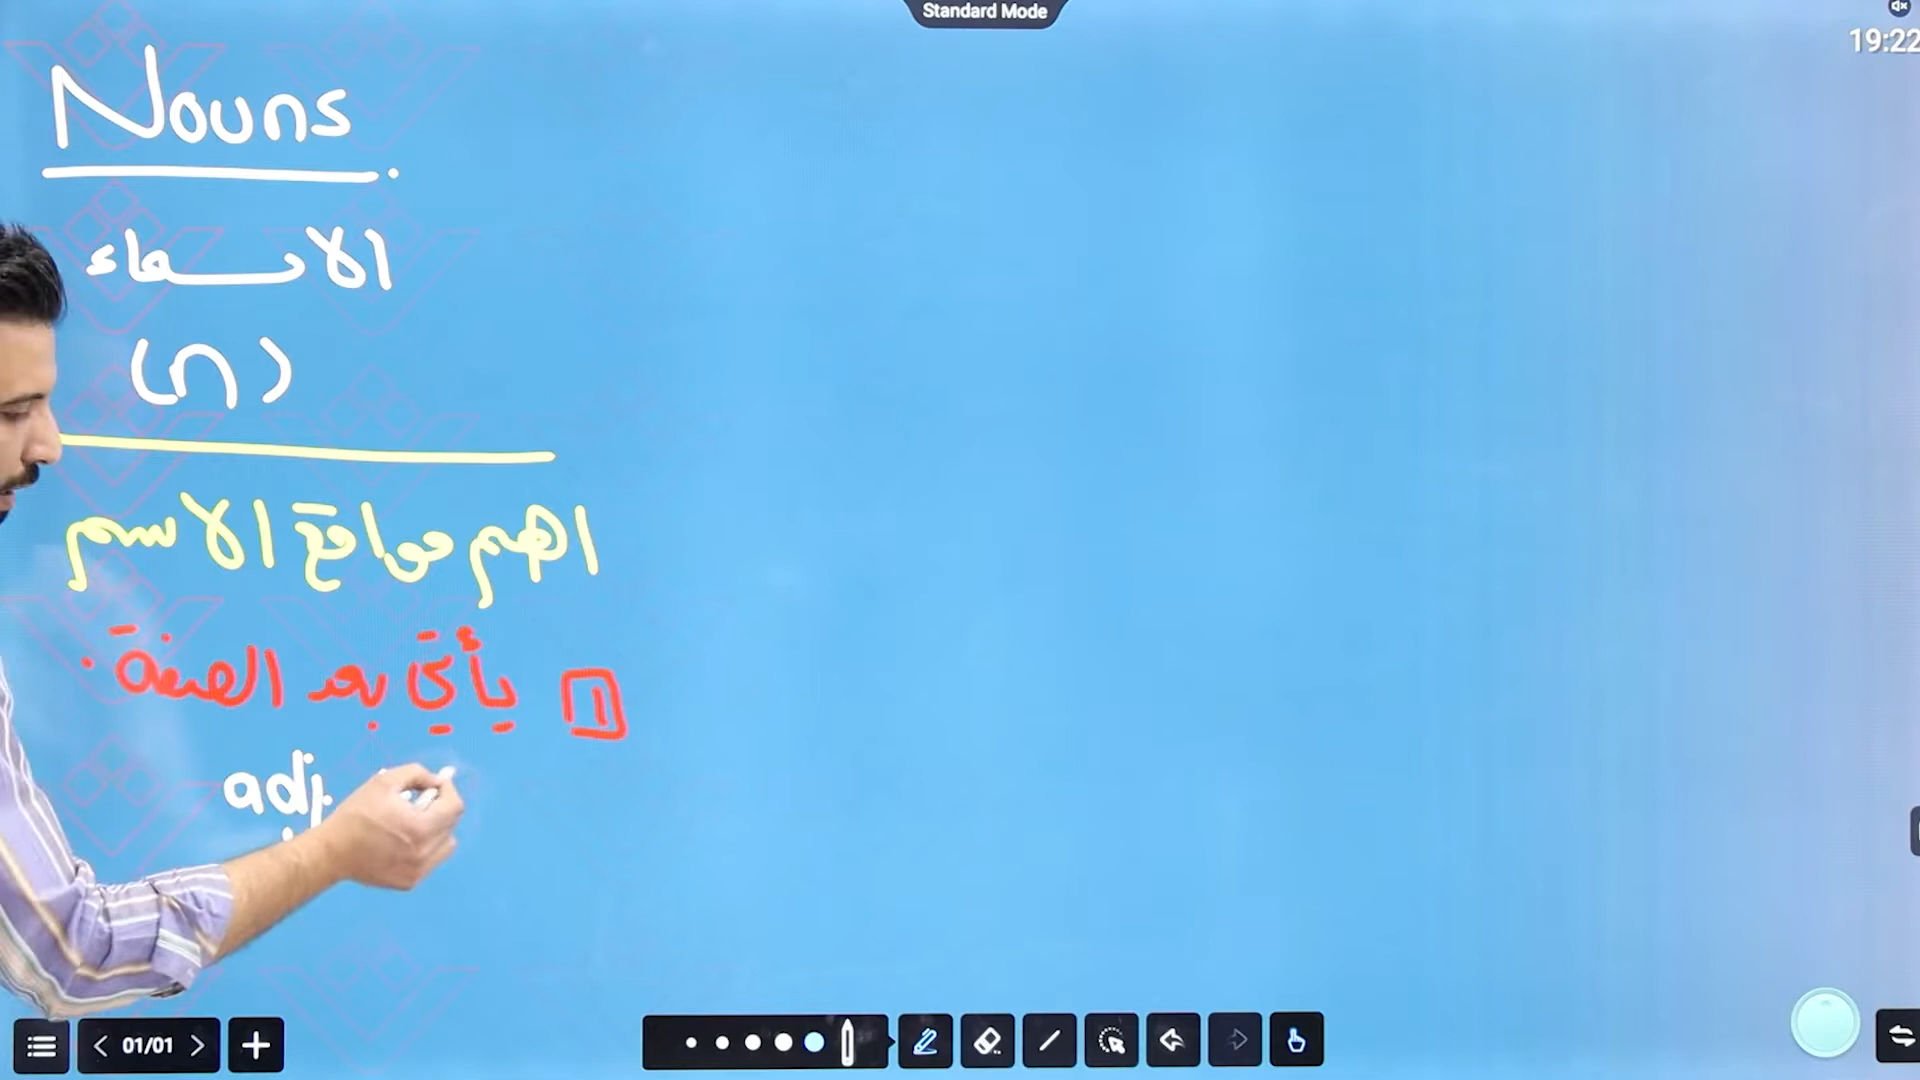 Standard Mode
19:22
Nouns
الاسماء
(n)
اهم مواقع الاسم
1 يأتي بعد الصفة.
adj
01/01